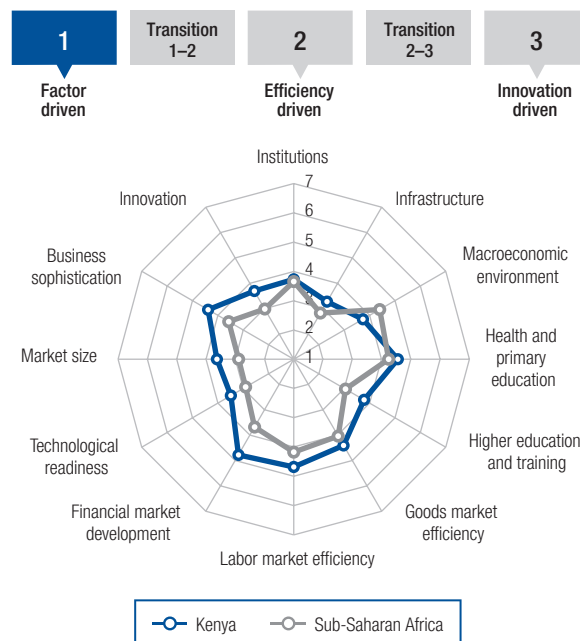 1
Transition
1–2
2
Transition
2–3
3
Factor
driven
Efficiency
driven
Innovation
driven
Institutions
7
Innovation
6
Infrastructure
5
Business
sophistication
4
Macroeconomic
environment
3
2
Market size
1
Health and
primary
education
Technological
readiness
Higher education
and training
Financial market
development
Goods market
efficiency
Labor market efficiency
Kenya
Sub-Saharan Africa